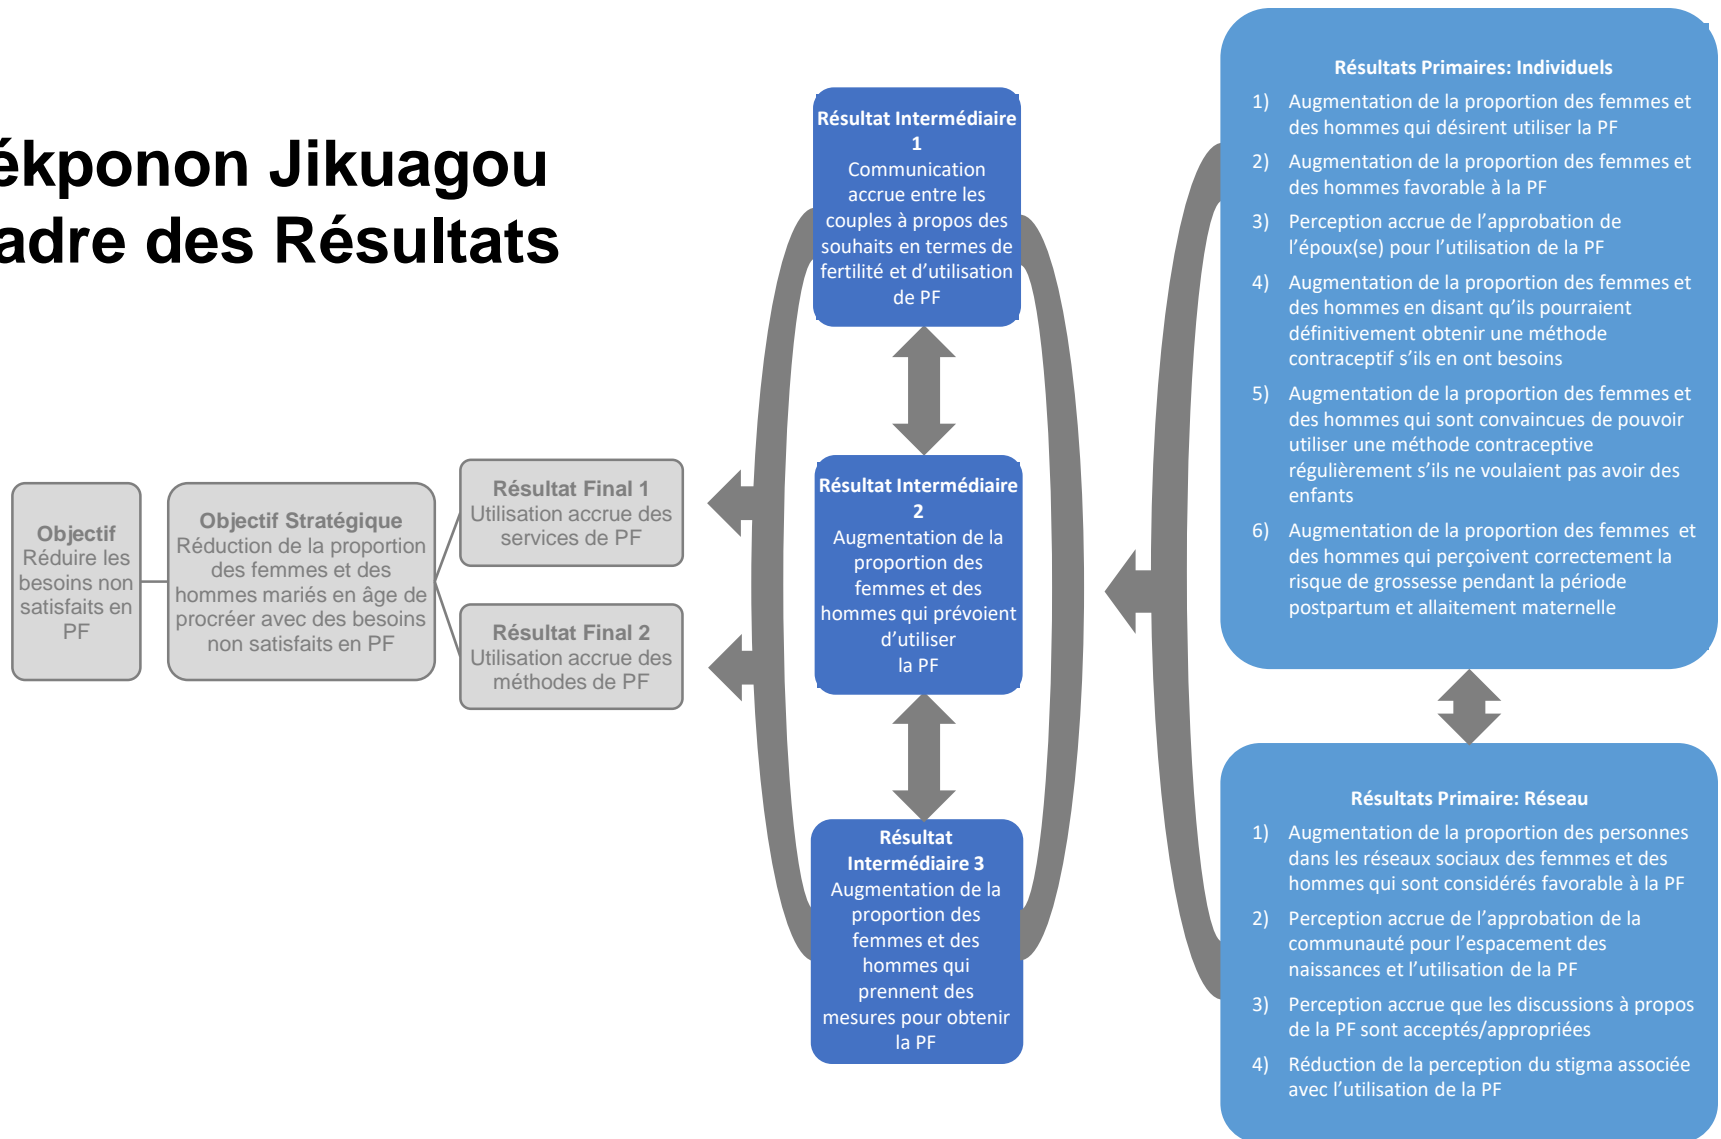 ékponon Jikuagou
adre des Résultats
Objectif
Réduire les
besoins non
satisfaits en
PF
Objectif Stratégique
Réduction de la proportion
des femmes et des
hommes mariés en âge de
procréer avec des besoins
non satisfaits en PF
Résultat Final 1
Utilisation accrue des
services de PF
Résultat Final 2
Utilisation accrue des
méthodes de PF
Résultat Intermédiaire
1
Communication
accrue entre les
couples à propos des
souhaits en termes de
fertilité et d’utilisation
de PF
Résultat Intermédiaire
2
Augmentation de la
proportion des
femmes et des
hommes qui prévoient
d’utiliser
la PF
Résultat
Intermédiaire 3
Augmentation de la
proportion des
femmes et des
hommes qui
prennent des
mesures pour obtenir
la PF
Résultats Primaires: Individuels
1) Augmentation de la proportion des femmes et
des hommes qui désirent utiliser la PF
2) Augmentation de la proportion des femmes et
des hommes favorable à la PF
3) Perception accrue de l’approbation de
l’époux(se) pour l’utilisation de la PF
4) Augmentation de la proportion des femmes et
des hommes en disant qu’ils pourraient
définitivement obtenir une méthode
contraceptif s’ils en ont besoins
5) Augmentation de la proportion des femmes et
des hommes qui sont convaincues de pouvoir
utiliser une méthode contraceptive
régulièrement s’ils ne voulaient pas avoir des
enfants
6) Augmentation de la proportion des femmes et
des hommes qui perçoivent correctement la
risque de grossesse pendant la période
postpartum et allaitement maternelle
Résultats Primaire: Réseau
1) Augmentation de la proportion des personnes
dans les réseaux sociaux des femmes et des
hommes qui sont considérés favorable à la PF
2) Perception accrue de l’approbation de la
communauté pour l’espacement des
naissances et l’utilisation de la PF
3) Perception accrue que les discussions à propos
de la PF sont acceptés/appropriées
4) Réduction de la perception du stigma associée
avec l’utilisation de la PF